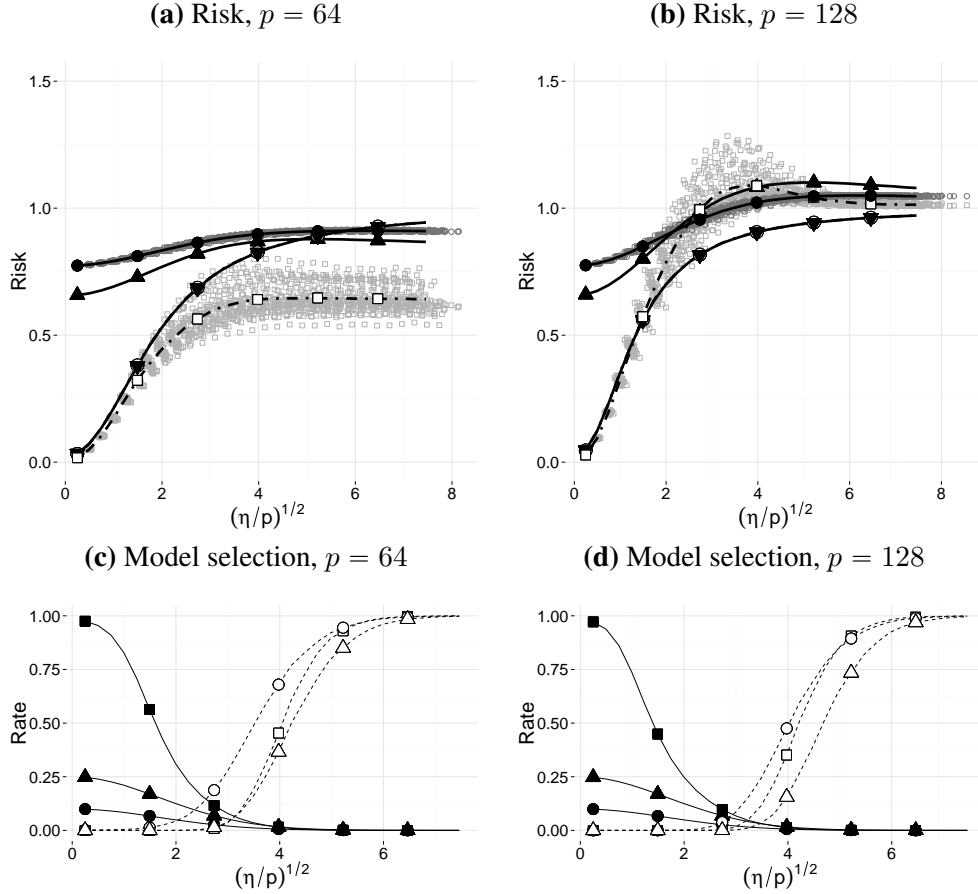 (a) Risk, p = 64
(b) Risk, p = 128
1.5
1.0
0.5
0.0
Risk
0 2 4 6 8
(η/p)^{1/2}
1.5
1.0
0.5
0.0
Risk
0 2 4 6 8
(η/p)^{1/2}
(c) Model selection, p = 64
(d) Model selection, p = 128
1.00
0.75
0.50
0.25
0.00
Rate
0 2 4 6
(η/p)^{1/2}
1.00
0.75
0.50
0.25
0.00
Rate
0 2 4 6
(η/p)^{1/2}